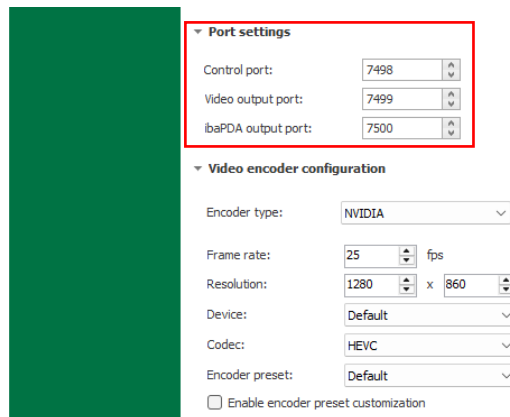 Port settings
Control port: 7498
Video output port: 7499
ibaPDA output port: 7500
Video encoder configuration
Encoder type: NVIDIA
Frame rate: 25 fps
Resolution: 1280 x 860
Device: Default
Codec: HEVC
Encoder preset: Default
Enable encoder preset customization